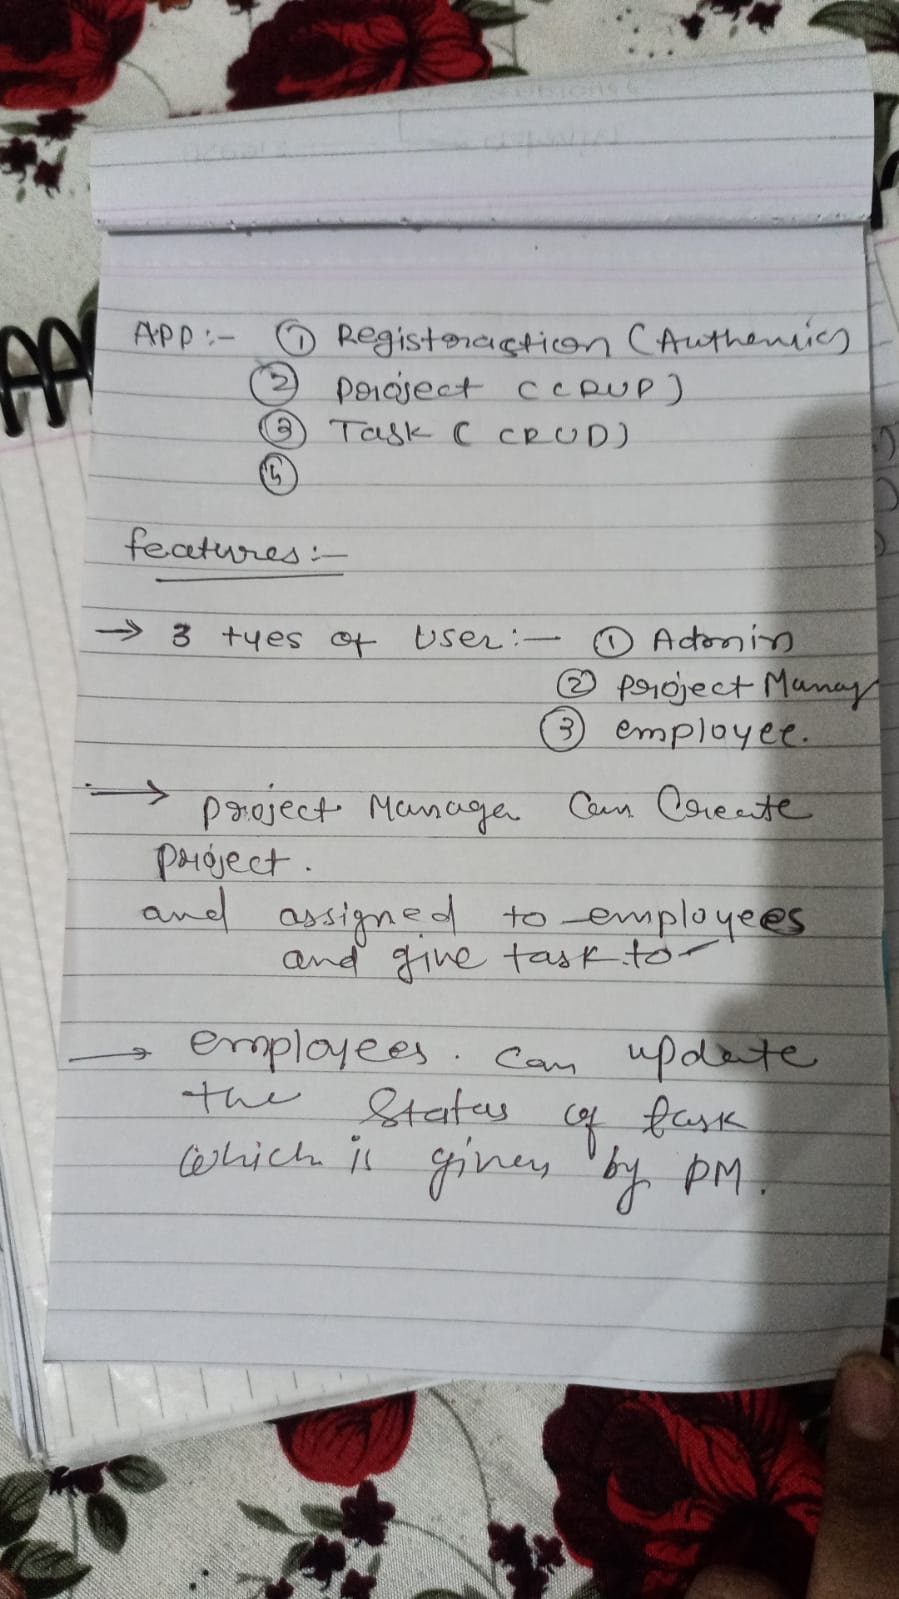 APP :- ① Registoraction (Authenuics
② project (CRUP)
③ Task ( CRUD)
④
features :-
→ 3 tyes of User :- ① Admin
② project Manag
③ employee.
→ project Manager Can Create
project.
and assigned to employees
and give task to
→ employees. Can update
the Status of task
which is given by PM.